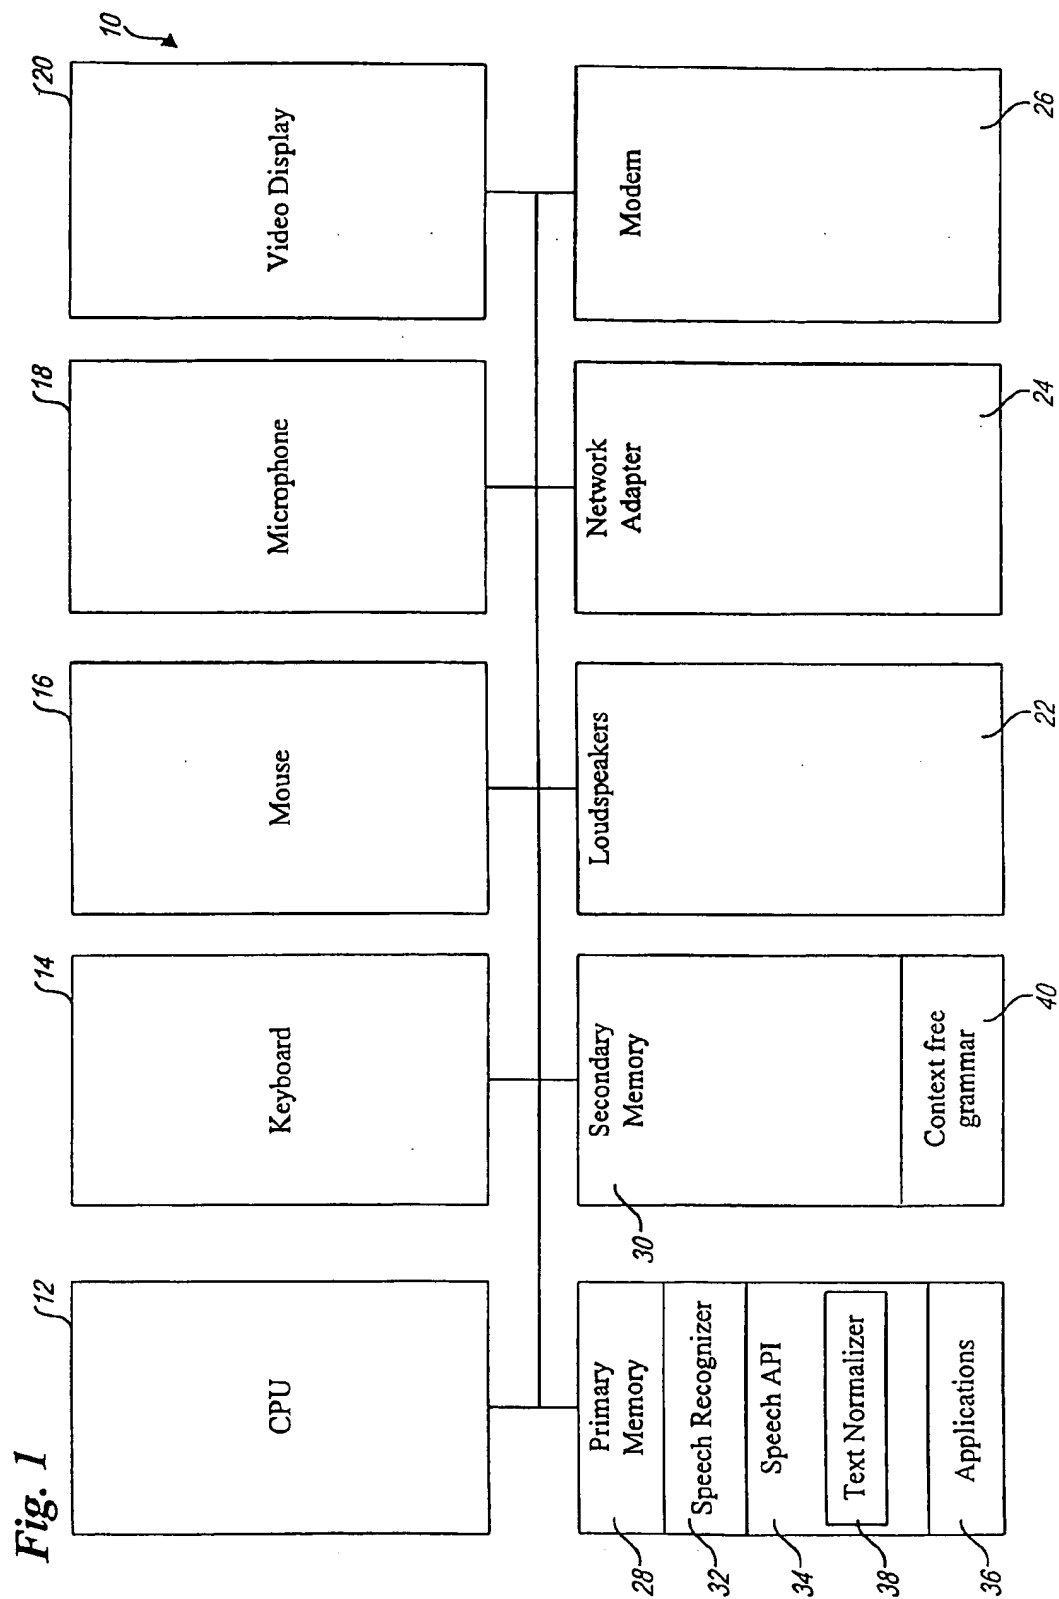 Fig. 1
10
12
CPU
14
Keyboard
16
Mouse
18
Microphone
20
Video Display
28
Primary
Memory
32
Speech Recognizer
34
Speech API
38
Text Normalizer
36
Applications
30
Secondary
Memory
Context free
grammar
40
Loudspeakers
22
Network
Adapter
24
Modem
26